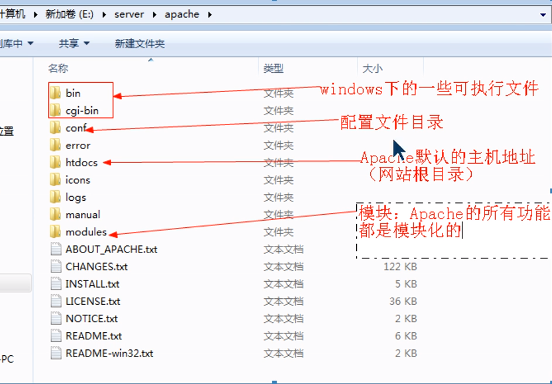 计算机 ▸ 新加卷 (E:) ▸ server ▸ apache ▸
共享 新建文件夹
名称 类型 大小
bin 文件夹
windows下的一些可执行文件
cgi-bin 文件夹
conf 文件夹
配置文件目录
error 文件夹
htdocs 文件夹
Apache默认的主机地址
（网站根目录）
icons 文件夹
logs 文件夹
manual 文件夹
modules 文件夹
模块：Apache的所有功能
都是模块化的
ABOUT_APACHE.txt 文本文档
CHANGES.txt 文本文档 122 KB
INSTALL.txt 文本文档 5 KB
LICENSE.txt 文本文档 36 KB
NOTICE.txt 文本文档 2 KB
README.txt 文本文档 6 KB
README-win32.txt 文本文档 2 KB
位置
-PC